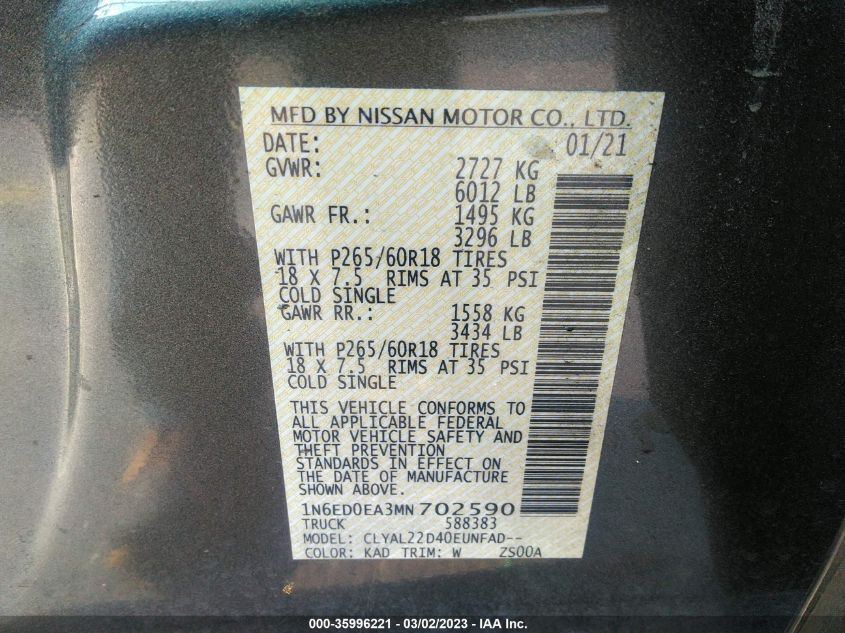 MFD BY NISSAN MOTOR CO., LTD.
DATE: 01/21
GVWR: 2727 KG
6012 LB
GAWR FR.: 1495 KG
3296 LB
WITH P265/60R18 TIRES
18 X 7.5 RIMS AT 35 PSI
COLD SINGLE
GAWR RR.: 1558 KG
3434 LB
WITH P265/60R18 TIRES
18 X 7.5 RIMS AT 35 PSI
COLD SINGLE
THIS VEHICLE CONFORMS TO
ALL APPLICABLE FEDERAL
MOTOR VEHICLE SAFETY AND
THEFT PREVENTION
STANDARDS IN EFFECT ON
THE DATE OF MANUFACTURE
SHOWN ABOVE.
1N6ED0EA3MN702590
TRUCK 588383
MODEL: CLYAL22D40EUNFAD--
COLOR: KAD TRIM: W ZS00A
000-35996221 - 03/02/2023 - IAA Inc.